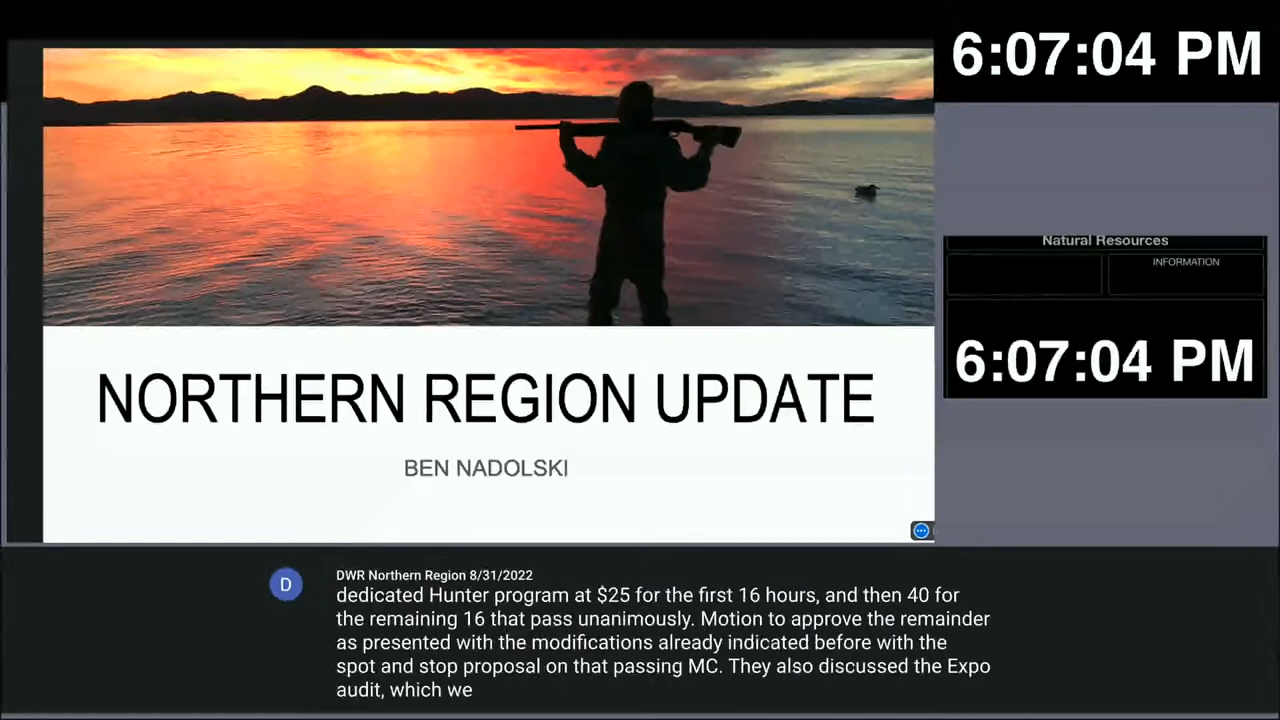 6:07:04 PM
Natural Resources
INFORMATION
6:07:04 PM
NORTHERN REGION UPDATE
BEN NADOLSKI
D
DWR Northern Region 8/31/2022
dedicated Hunter program at $25 for the first 16 hours, and then 40 for
the remaining 16 that pass unanimously. Motion to approve the remainder
as presented with the modifications already indicated before with the
spot and stop proposal on that passing MC. They also discussed the Expo
audit, which we